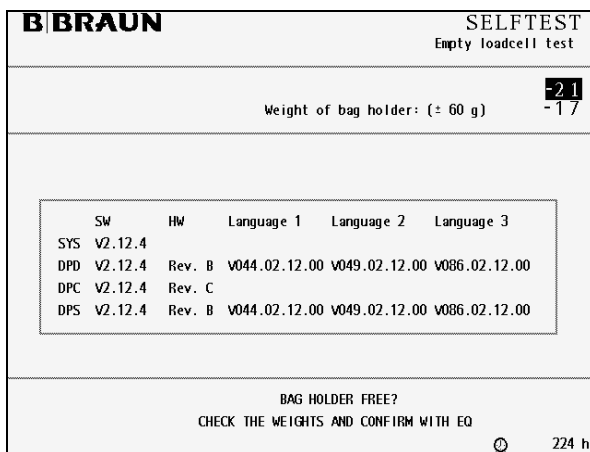 B|BRAUN
SELFTEST
Empty loadcell test
-21
Weight of bag holder: (± 60 g) -17
SW HW Language 1 Language 2 Language 3
SYS V2.12.4
DPD V2.12.4 Rev. B V044.02.12.00 V049.02.12.00 V086.02.12.00
DPC V2.12.4 Rev. C
DPS V2.12.4 Rev. B V044.02.12.00 V049.02.12.00 V086.02.12.00
BAG HOLDER FREE?
CHECK THE WEIGHTS AND CONFIRM WITH EQ
224 h